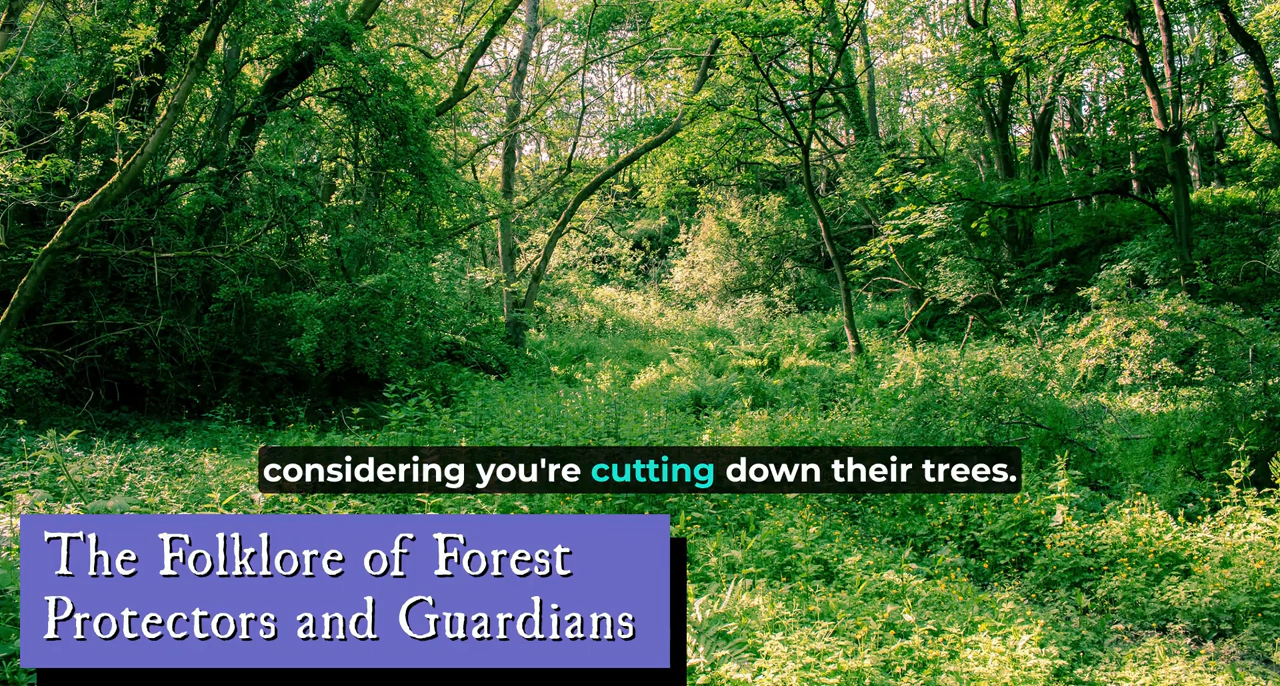 considering you're cutting down their trees.
The Folklore of Forest
Protectors and Guardians